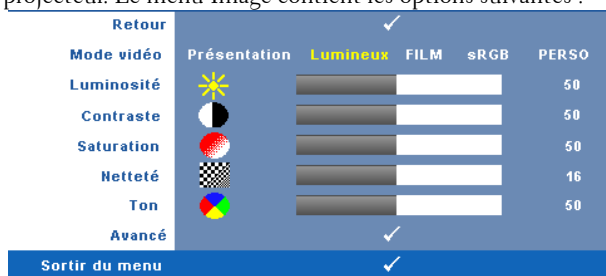 projecteur. Le menu Image contient les options suivantes :
Retour
Mode vidéo Présentation Lumineux FILM sRGB PERSO
Luminosité 50
Contraste 50
Saturation 50
Netteté 16
Ton 50
Avancé
Sortir du menu